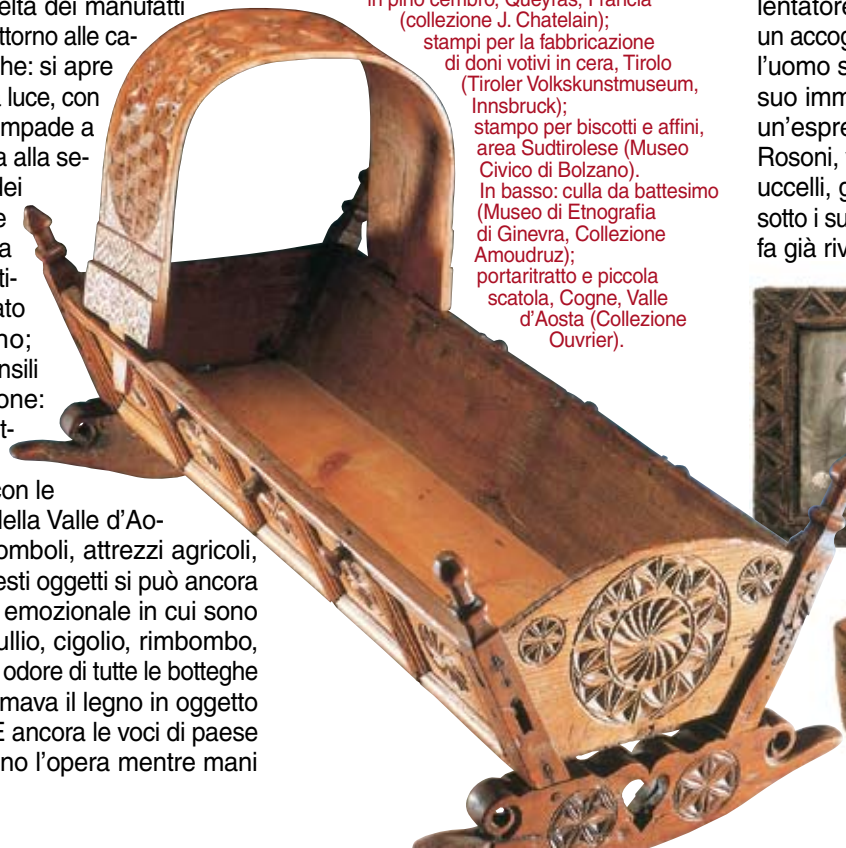 elta dei manufatti
ttorno alle ca-
he: si apre
a luce, con
mpade a
a alla se-
dei
e
a
ti-
ato
no;
nsili
one:
t-
con le
della Valle d'Ao-
omboli, attrezzi agricoli,
esti oggetti si può ancora
emozionale in cui sono
ullio, cigolio, rimbombo,
odore di tutte le botteghe
mava il legno in oggetto
E ancora le voci di paese
no l'opera mentre mani
in pino cembro, Queyras, Francia
(collezione J. Chatelain);
stampi per la fabbricazione
di doni votivi in cera, Tirolo
(Tiroler Volkskunstmuseum,
Innsbruck);
stampo per biscotti e affini,
area Sudtirolese (Museo
Civico di Bolzano).
In basso: culla da battesimo
(Museo di Etnografia
di Ginevra, Collezione
Amoudruz);
portaritratto e piccola
scatola, Cogne, Valle
d'Aosta (Collezione
Ouvrier).
lentatore
un accog
l'uomo s
suo imm
un'espre
Rosoni,
uccelli, g
sotto i su
fa già riv